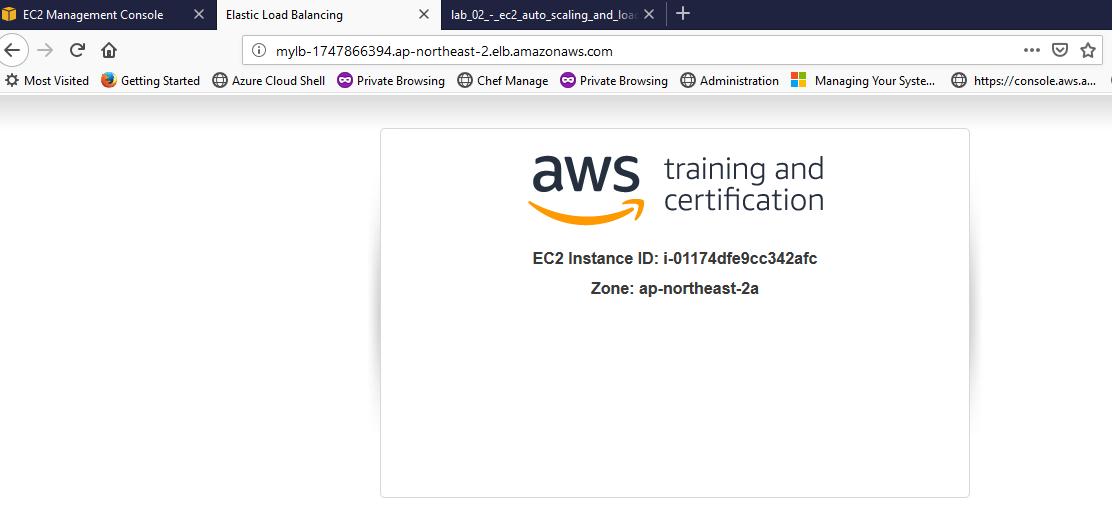 EC2 Management Console
Elastic Load Balancing
lab_02_-_ec2_auto_scaling_and_loa
mylb-1747866394.ap-northeast-2.elb.amazonaws.com
Most Visited Getting Started Azure Cloud Shell Private Browsing Chef Manage Private Browsing Administration Managing Your Syste... https://console.aws.a...
aws training and
certification
EC2 Instance ID: i-01174dfe9cc342afc
Zone: ap-northeast-2a